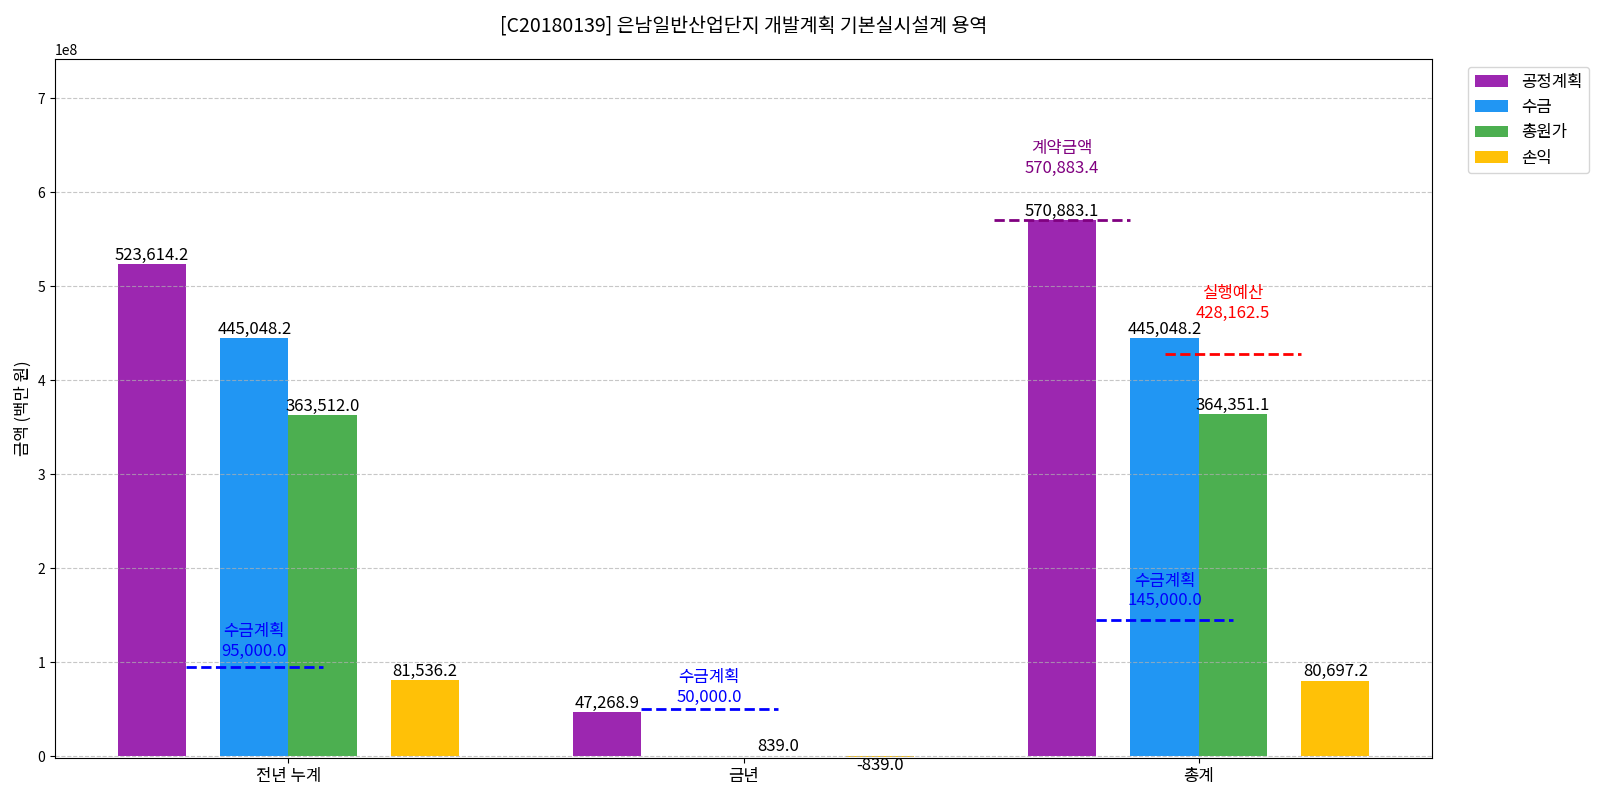 [C20180139] 은남일반산업단지 개발계획 기본실시설계 용역
1e8
금액 (백만 원)
7
6
5
4
3
2
1
0
523,614.2
445,048.2
363,512.0
수금계획
95,000.0
81,536.2
47,268.9
수금계획
50,000.0
839.0
-839.0
계약금액
570,883.4
570,883.1
실행예산
428,162.5
445,048.2
364,351.1
수금계획
145,000.0
80,697.2
전년 누계
금년
총계
공정계획
수금
총원가
손익